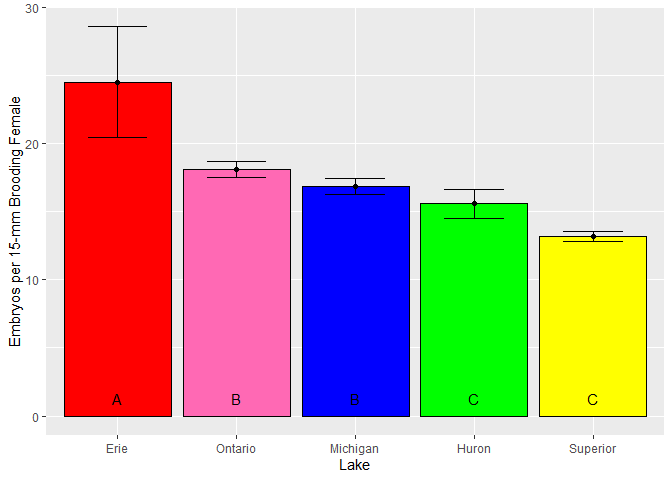 30
20
10
0
Embryos per 15-mm Brooding Female
A
B
B
C
C
Erie
Ontario
Michigan
Huron
Superior
Lake